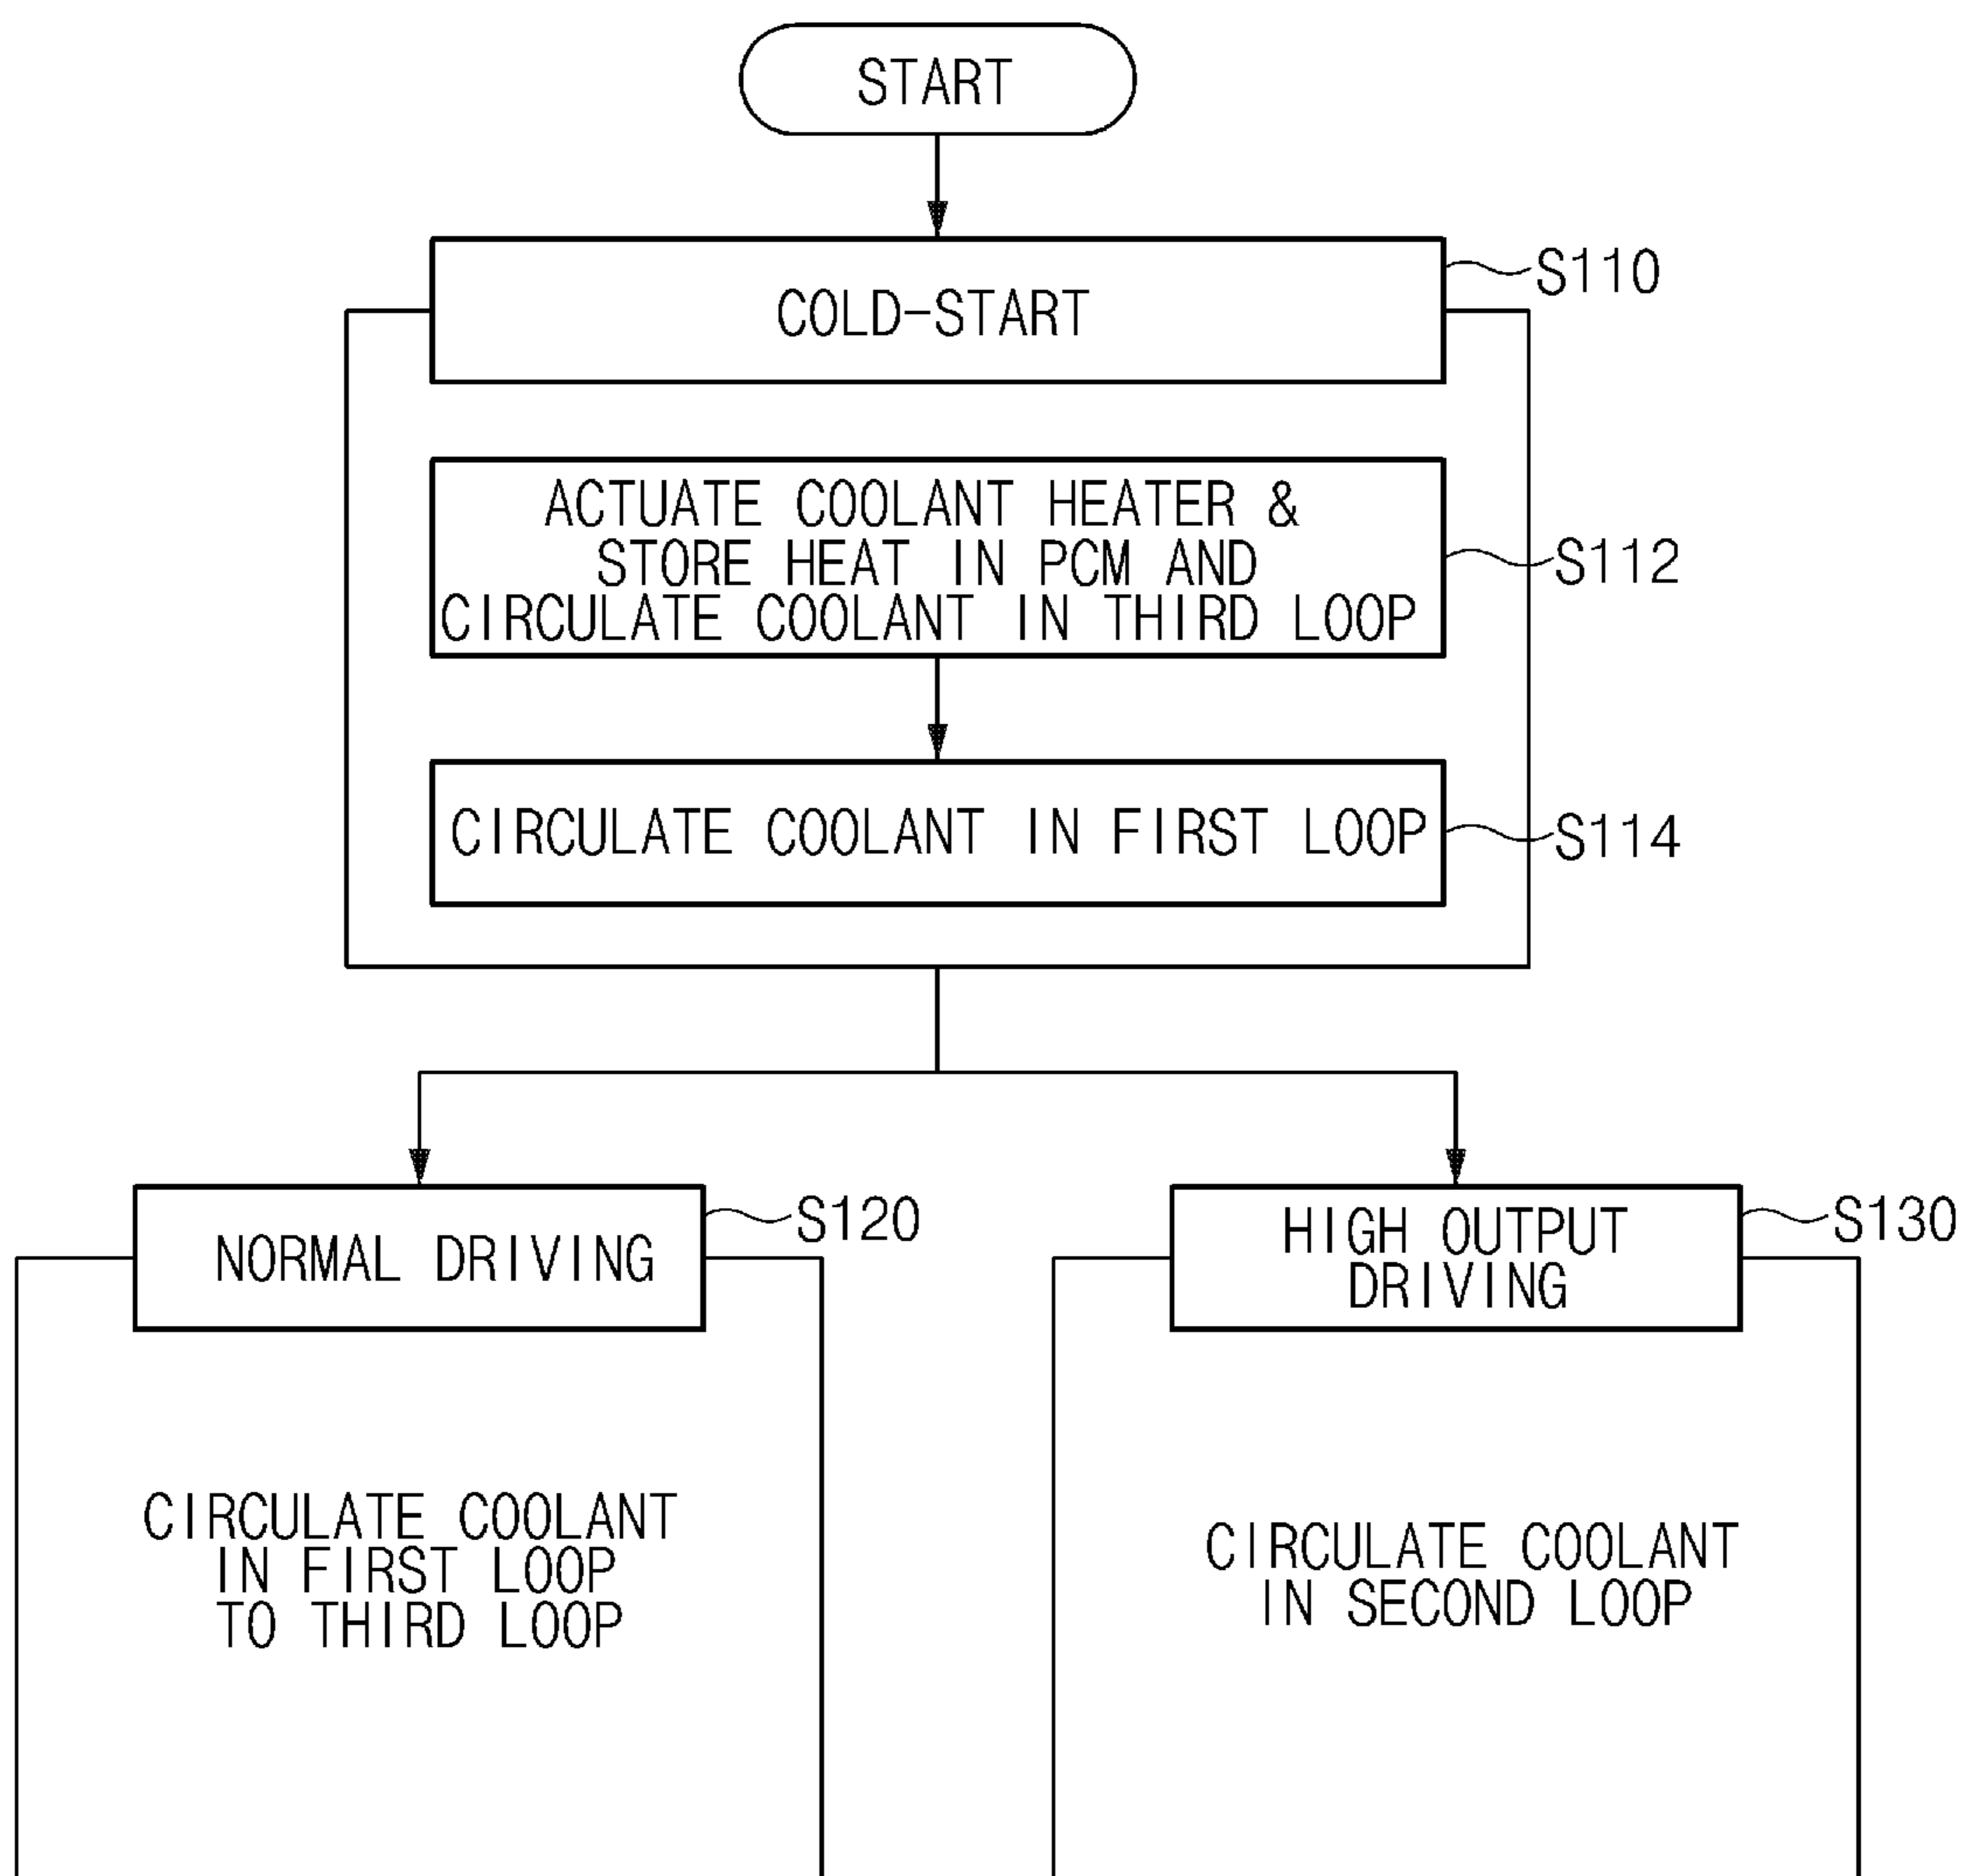 START
COLD-START
S110
ACTUATE COOLANT HEATER &
STORE HEAT IN PCM AND
CIRCULATE COOLANT IN THIRD LOOP
S112
CIRCULATE COOLANT IN FIRST LOOP
S114
NORMAL DRIVING
S120
HIGH OUTPUT
DRIVING
S130
CIRCULATE COOLANT
IN FIRST LOOP
TO THIRD LOOP
CIRCULATE COOLANT
IN SECOND LOOP